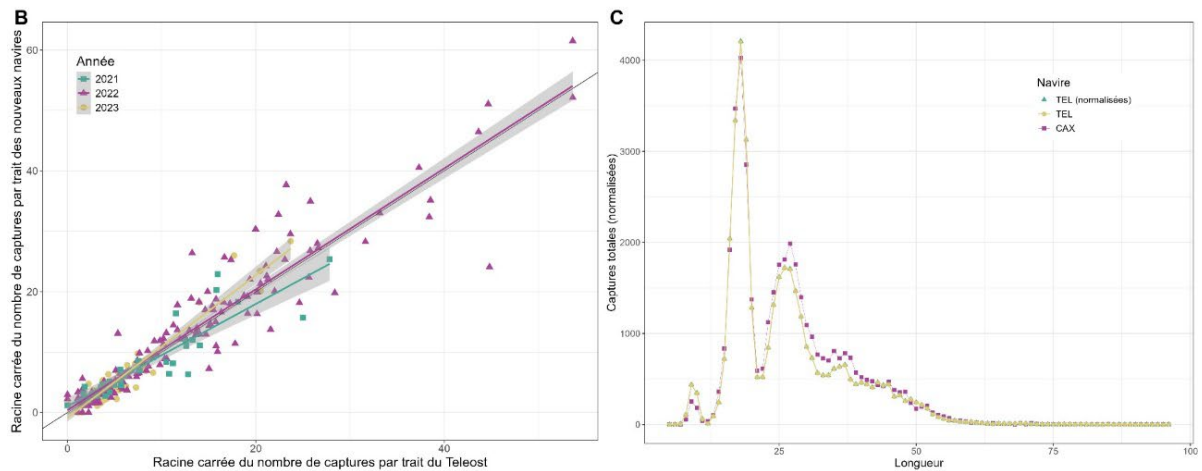 B
Racine carrée du nombre de captures par trait des nouveaux navires
60
40
20
0
Année
2021
2022
2023
0
20
40
Racine carrée du nombre de captures par trait du Teleost
C
Captures totales (normalisées)
4000
3000
2000
1000
0
Navire
TEL (normalisées)
TEL
CAX
25
50
75
100
Longueur